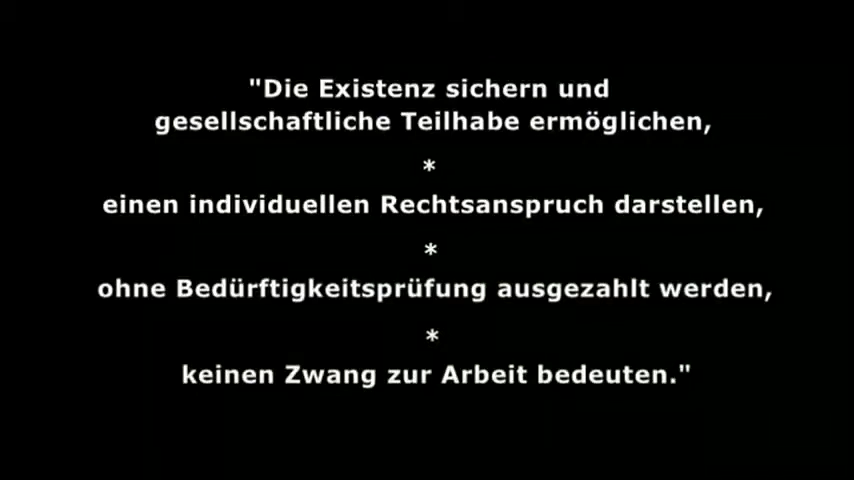 "Die Existenz sichern und
gesellschaftliche Teilhabe ermöglichen,
*
einen individuellen Rechtsanspruch darstellen,
*
ohne Bedürftigkeitsprüfung ausgezahlt werden,
*
keinen Zwang zur Arbeit bedeuten."